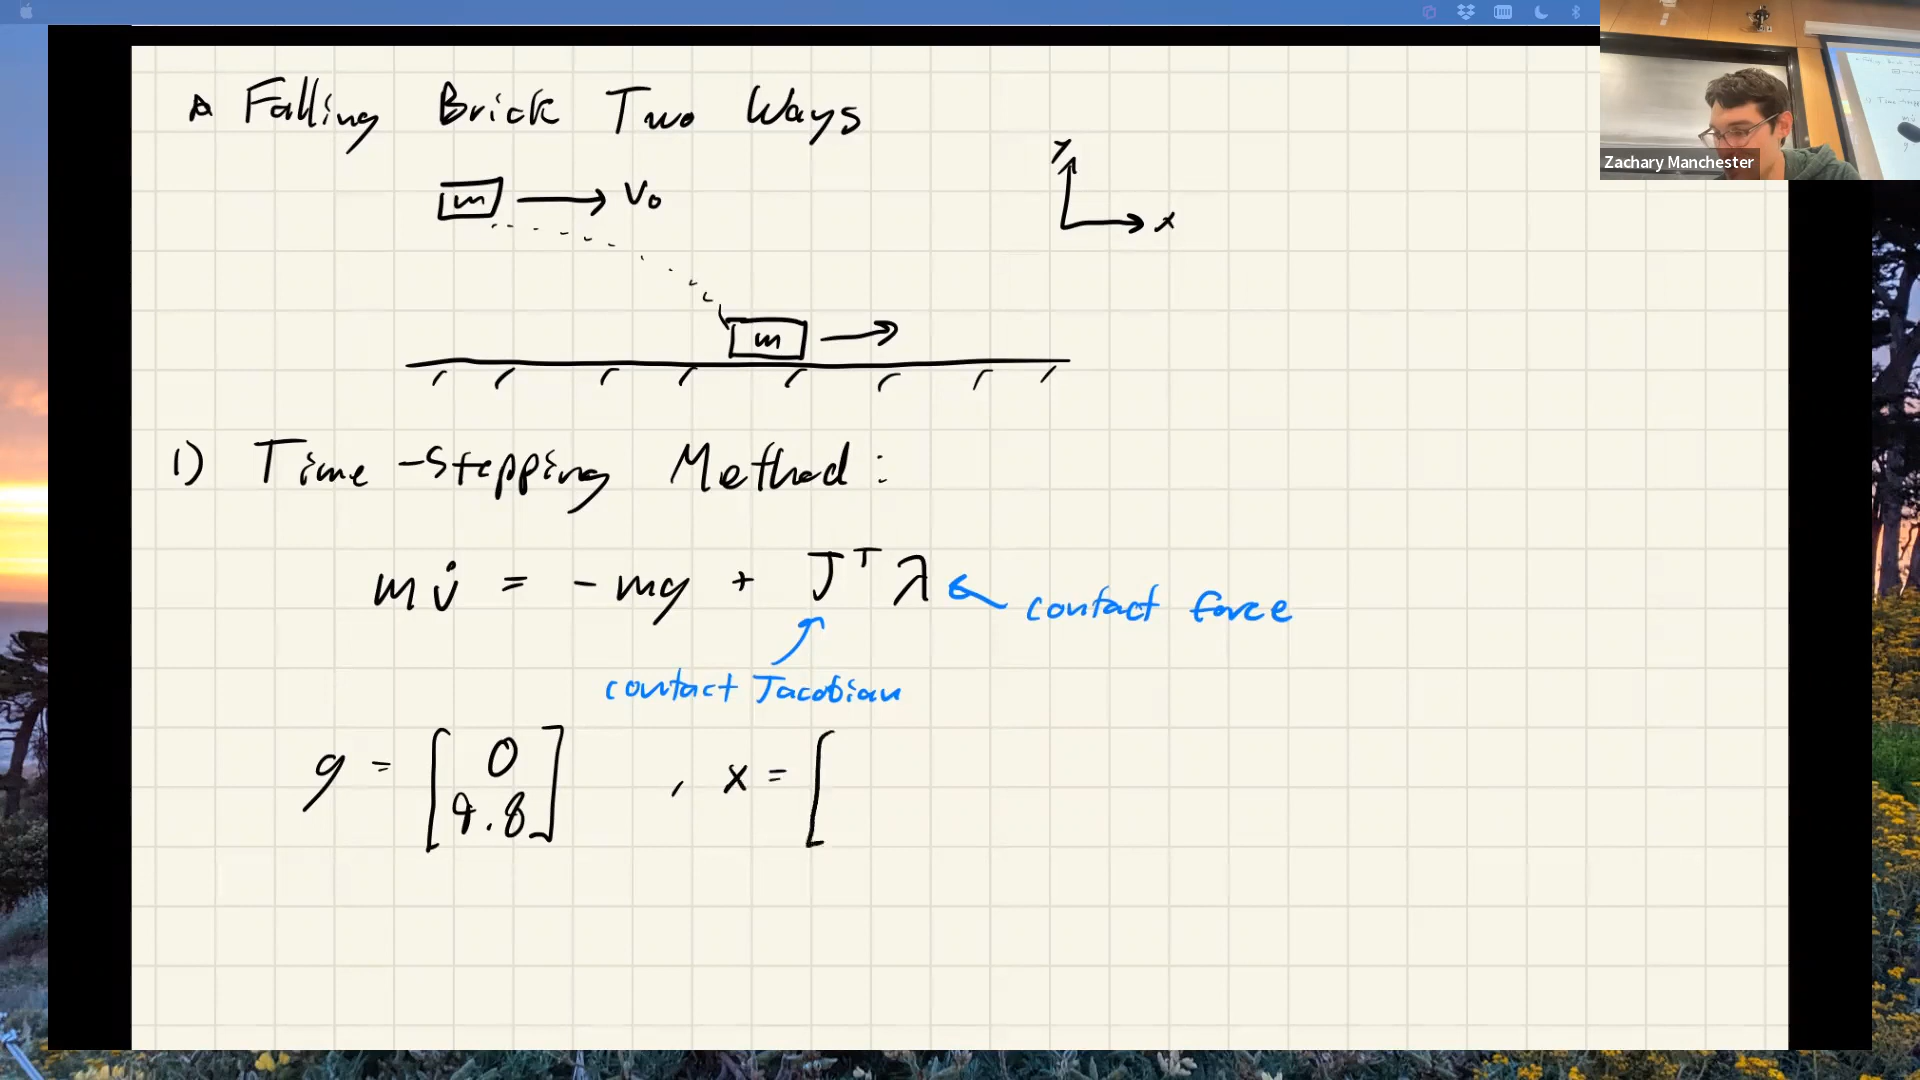 Falling Brick Two Ways
m → v₀
y
x
m →
Zachary Manchester
1) Time-Stepping Method:
m v̇ = -mg + Jᵀ λ ← contact force
contact Jacobian
g = [0
9.8] , x = [